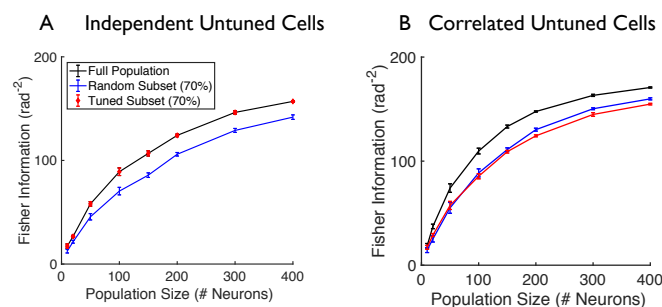 A Independent Untuned Cells
200
100
0
Fisher Information (rad⁻²)
Full Population
Random Subset (70%)
Tuned Subset (70%)
0 100 200 300 400
Population Size (# Neurons)
B Correlated Untuned Cells
200
100
0
Fisher Information (rad⁻²)
0 100 200 300 400
Population Size (# Neurons)